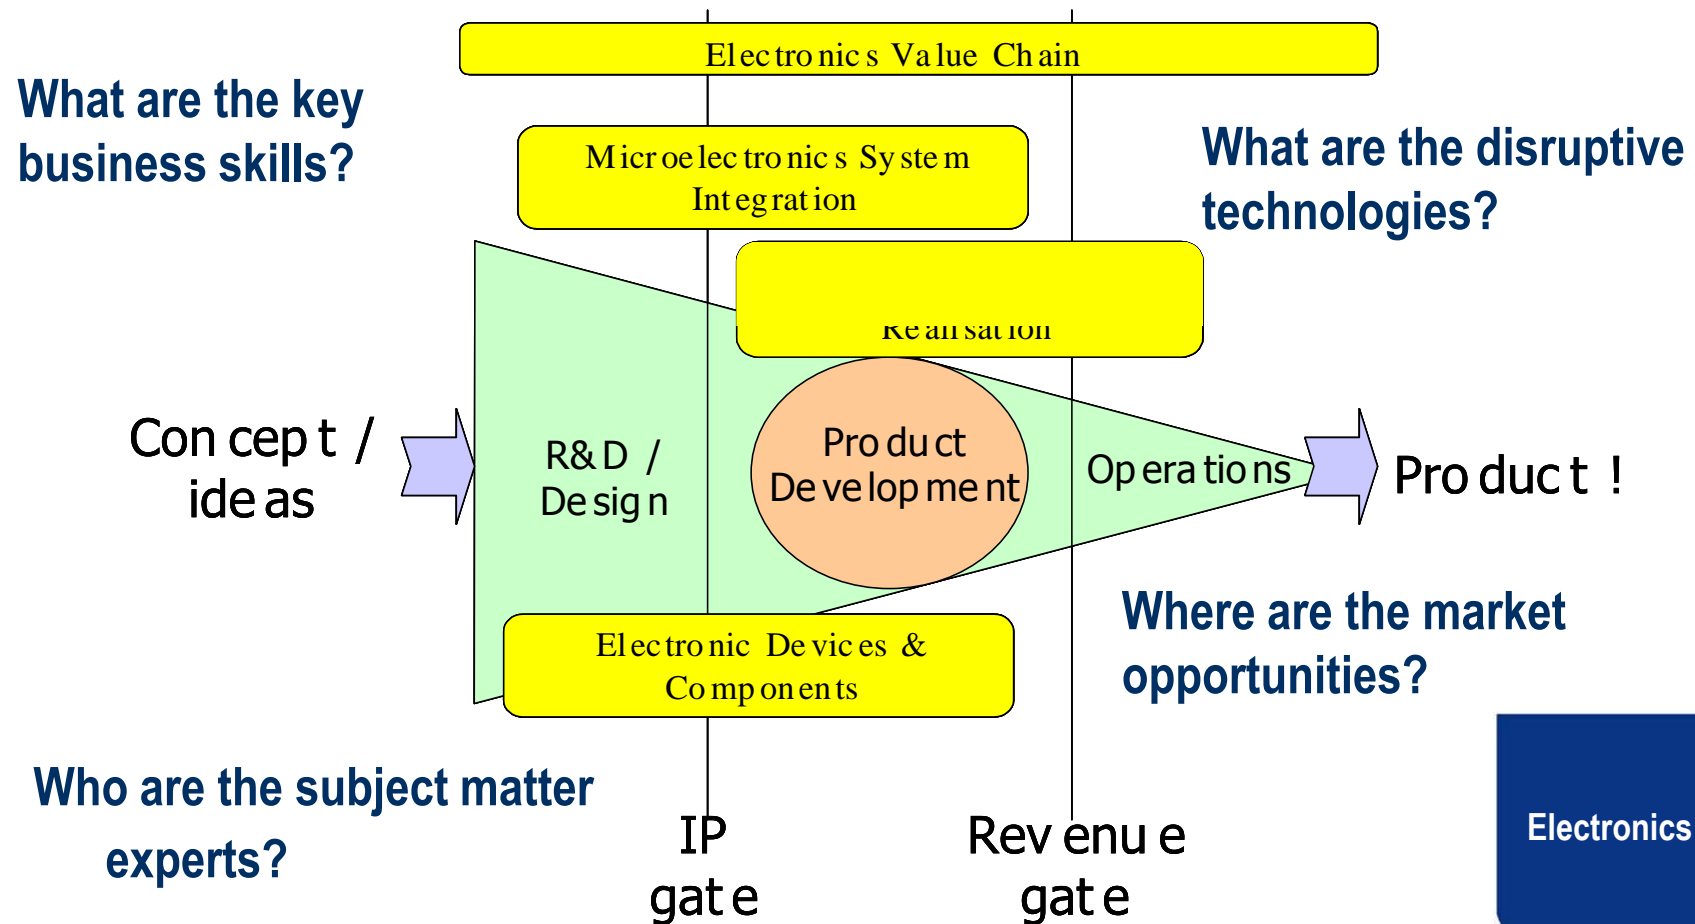 Electronics Value Chain
What are the key
business skills?
Microelectronics System
Integration
What are the disruptive
technologies?
Realisation
Concept /
ideas
R&D /
Design
Product
Development
Operations
Product !
Electronic Devices &
Components
Where are the market
opportunities?
Who are the subject matter
experts?
IP
gate
Revenue
gate
Electronics